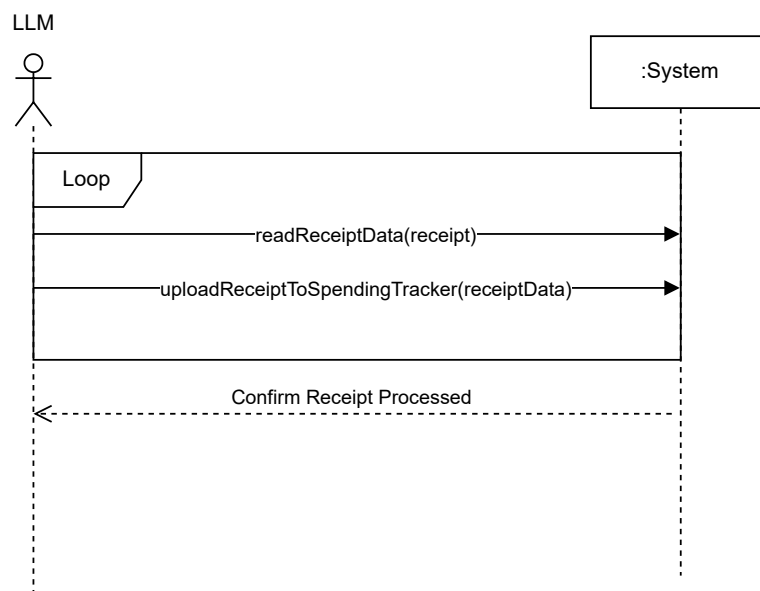 LLM
:System
Loop
readReceiptData(receipt)
uploadReceiptToSpendingTracker(receiptData)
Confirm Receipt Processed